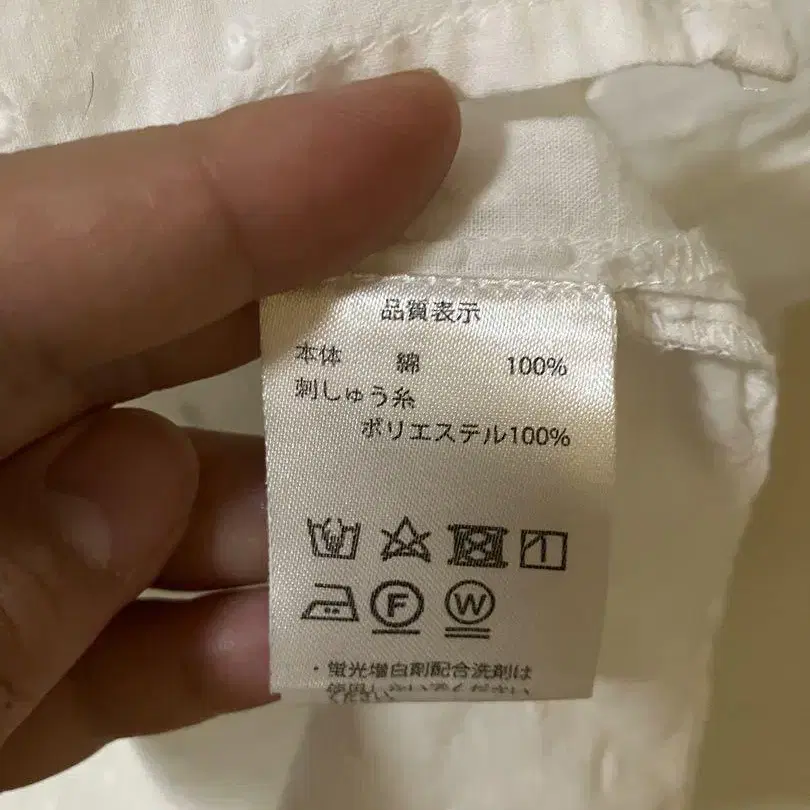 品質表示
本体 綿 100%
刺しゅう糸
ポリエステル100%
F W
・蛍光増白剤配合洗剤は